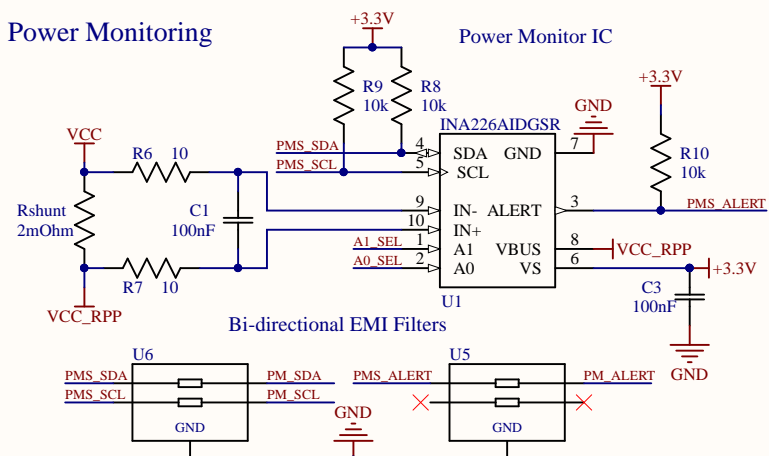 Power Monitoring
Power Monitor IC
+3.3V
+3.3V
R9
10k
R8
10k
GND
INA226AIDGSR
VCC
R6 10
PMS_SDA
PMS_SCL
4
5
SDA
SCL
GND
7
R10
10k
Rshunt
2mOhm
C1
100nF
9
10
IN-
IN+
ALERT
3
PMS_ALERT
A1_SEL
A0_SEL
1
2
A1
A0
VBUS
VS
8
6
VCC_RPP
+3.3V
R7 10
VCC_RPP
U1
C3
100nF
GND
Bi-directional EMI Filters
U6
PMS_SDA
PMS_SCL
PM_SDA
PM_SCL
GND
GND
U5
PMS_ALERT
PM_ALERT
GND